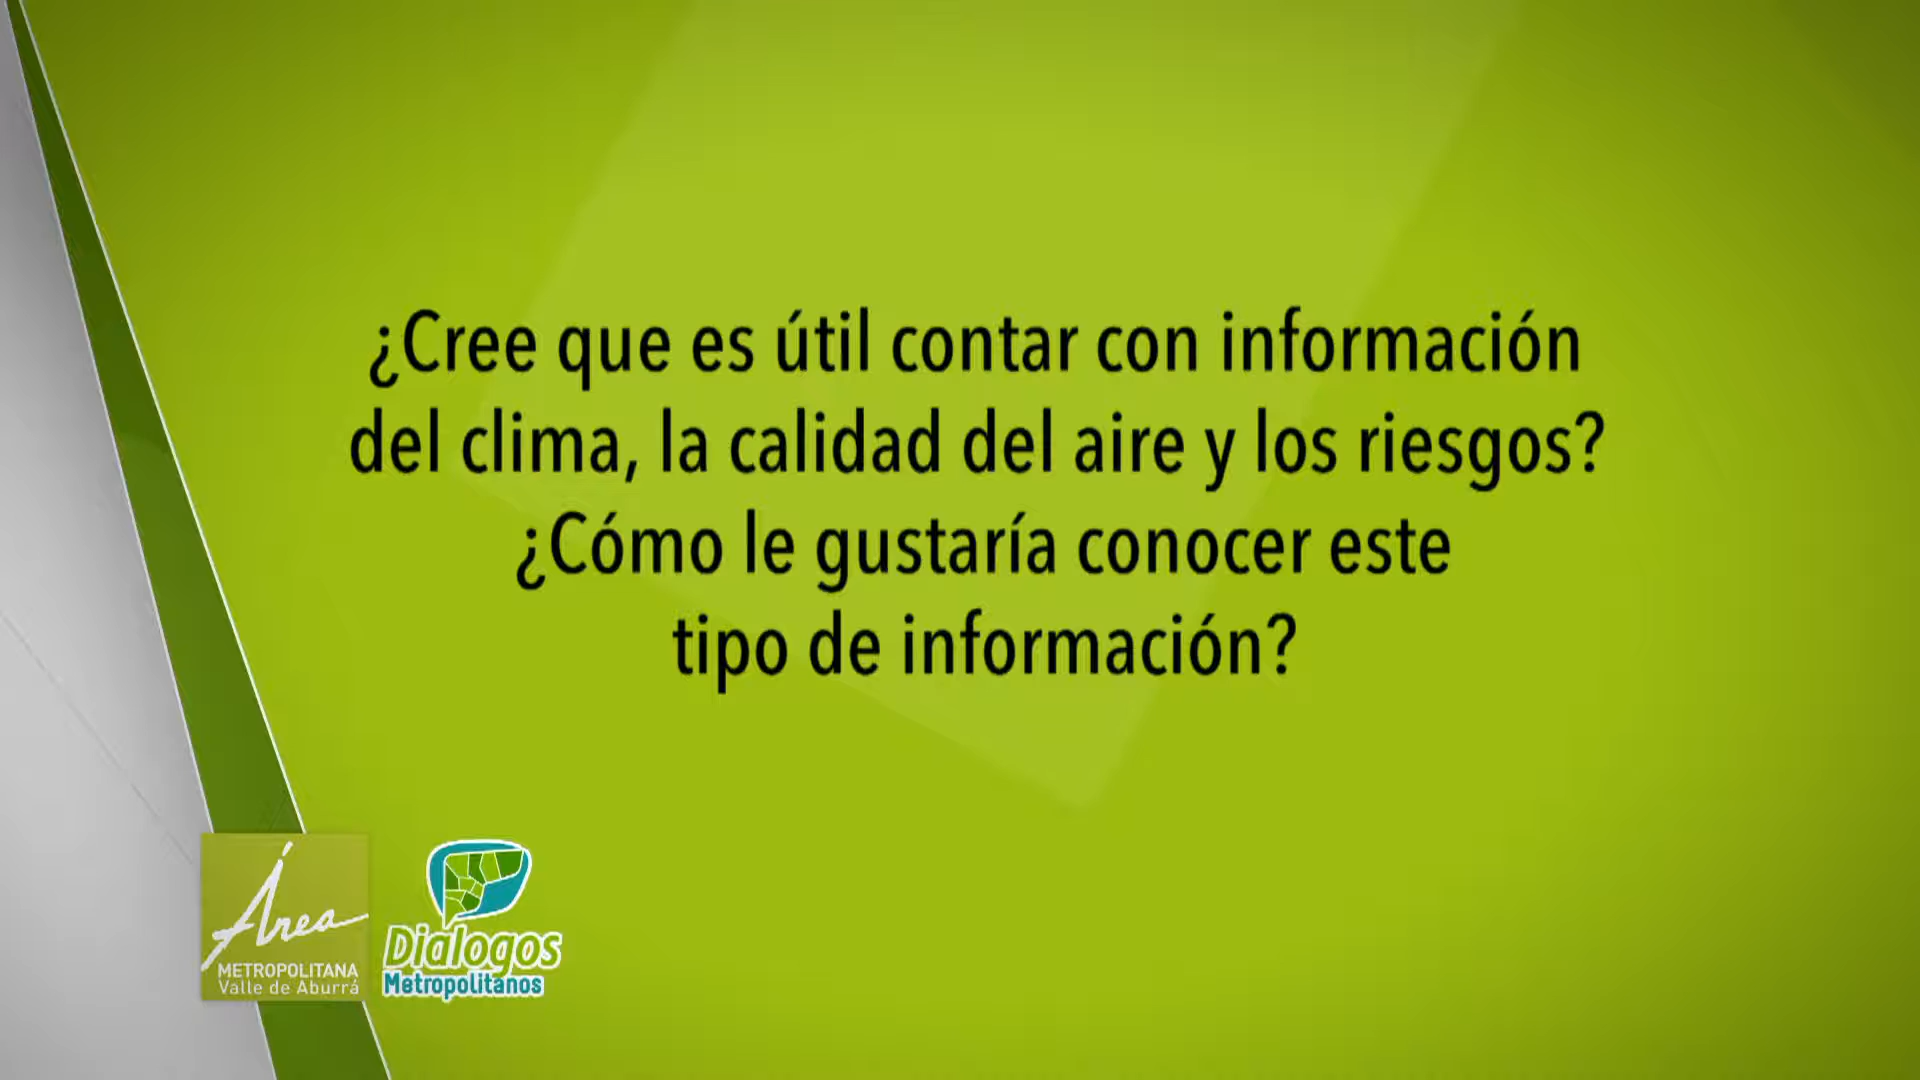 ¿Cree que es útil contar con información
del clima, la calidad del aire y los riesgos?
¿Cómo le gustaría conocer este
tipo de información?
Área
METROPOLITANA
Valle de Aburrá
Dialogos
Metropolitanos